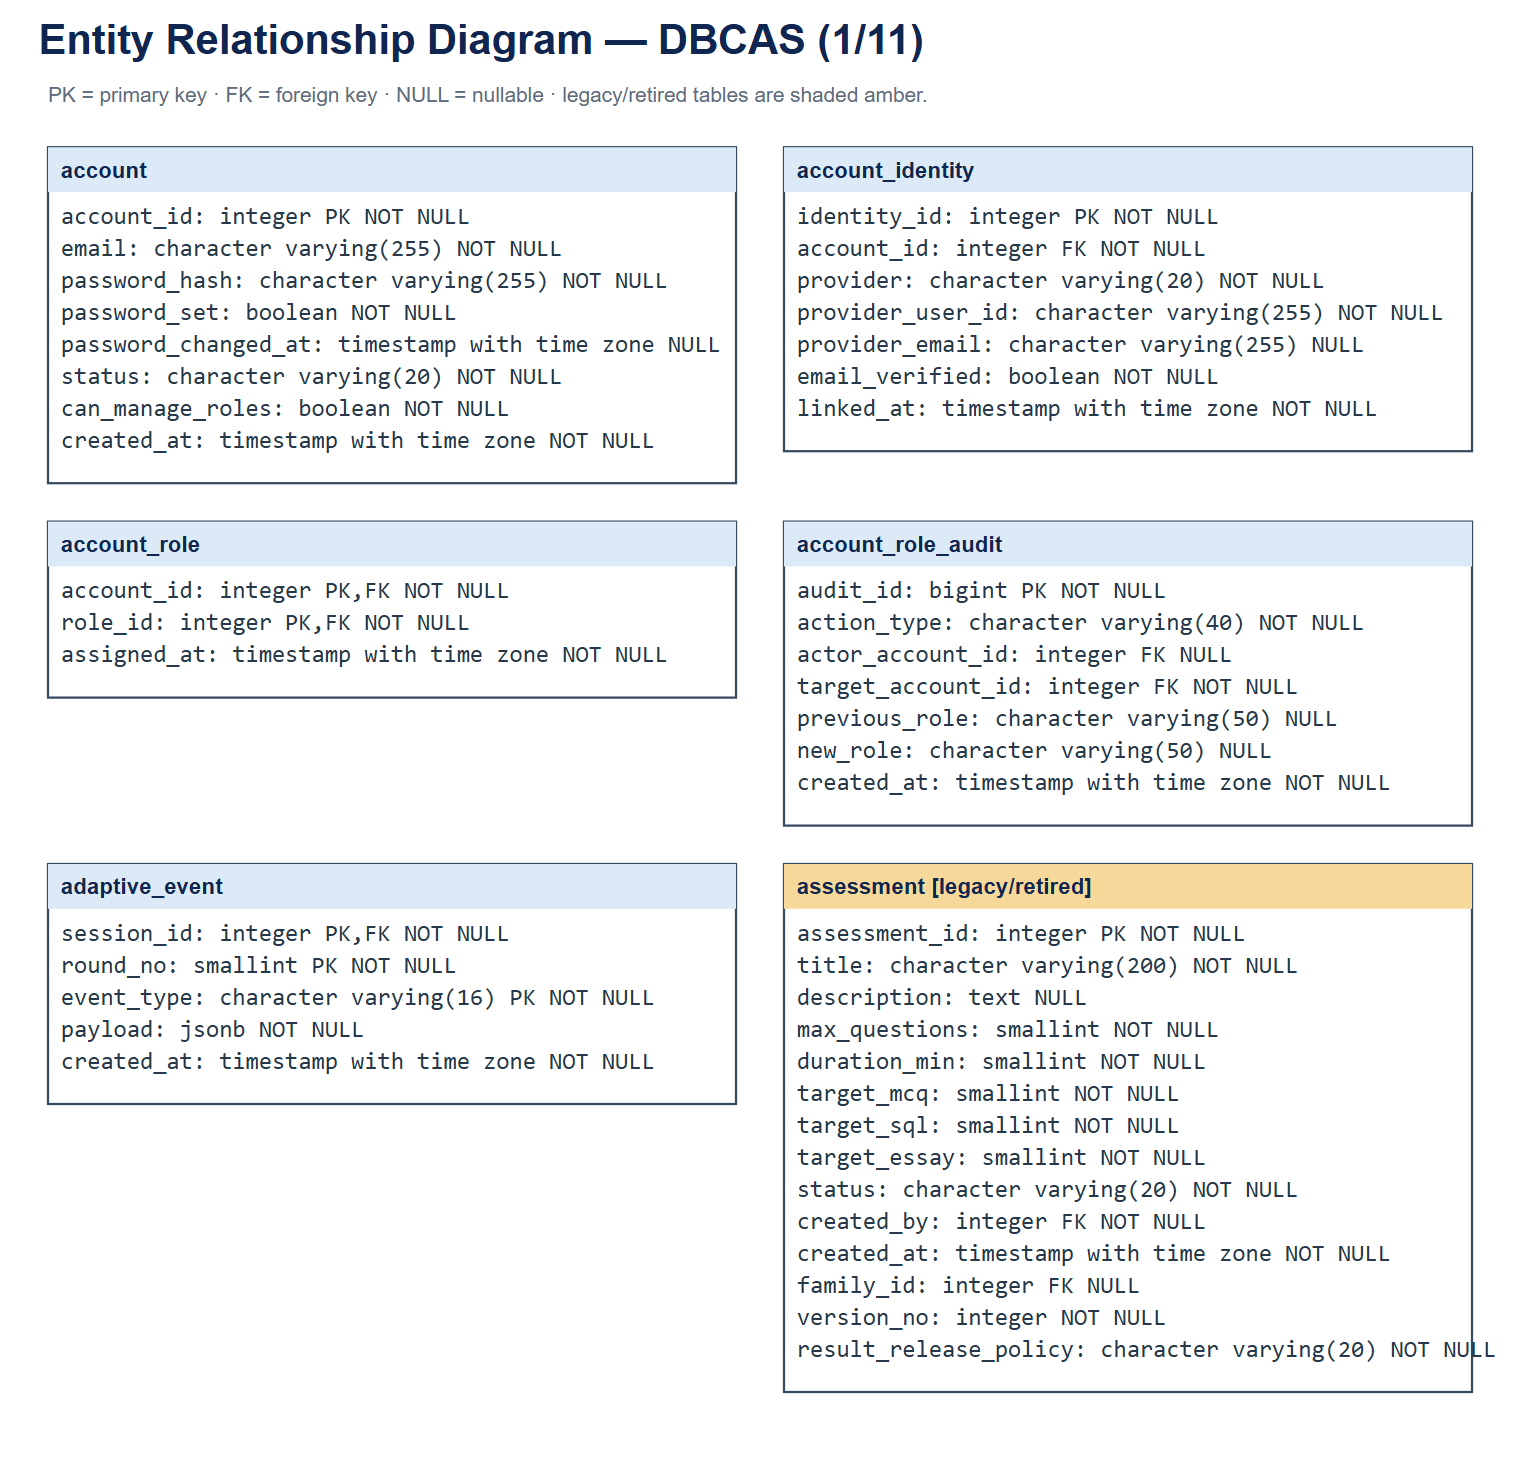 Entity Relationship Diagram — DBCAS (1/11)
PK = primary key · FK = foreign key · NULL = nullable · legacy/retired tables are shaded amber.
account
account_id: integer PK NOT NULL
email: character varying(255) NOT NULL
password_hash: character varying(255) NOT NULL
password_set: boolean NOT NULL
password_changed_at: timestamp with time zone NULL
status: character varying(20) NOT NULL
can_manage_roles: boolean NOT NULL
created_at: timestamp with time zone NOT NULL
account_identity
identity_id: integer PK NOT NULL
account_id: integer FK NOT NULL
provider: character varying(20) NOT NULL
provider_user_id: character varying(255) NOT NULL
provider_email: character varying(255) NULL
email_verified: boolean NOT NULL
linked_at: timestamp with time zone NOT NULL
account_role
account_id: integer PK,FK NOT NULL
role_id: integer PK,FK NOT NULL
assigned_at: timestamp with time zone NOT NULL
account_role_audit
audit_id: bigint PK NOT NULL
action_type: character varying(40) NOT NULL
actor_account_id: integer FK NULL
target_account_id: integer FK NOT NULL
previous_role: character varying(50) NULL
new_role: character varying(50) NULL
created_at: timestamp with time zone NOT NULL
adaptive_event
session_id: integer PK,FK NOT NULL
round_no: smallint PK NOT NULL
event_type: character varying(16) PK NOT NULL
payload: jsonb NOT NULL
created_at: timestamp with time zone NOT NULL
assessment [legacy/retired]
assessment_id: integer PK NOT NULL
title: character varying(200) NOT NULL
description: text NULL
max_questions: smallint NOT NULL
duration_min: smallint NOT NULL
target_mcq: smallint NOT NULL
target_sql: smallint NOT NULL
target_essay: smallint NOT NULL
status: character varying(20) NOT NULL
created_by: integer FK NOT NULL
created_at: timestamp with time zone NOT NULL
family_id: integer FK NULL
version_no: integer NOT NULL
result_release_policy: character varying(20) NOT NULL